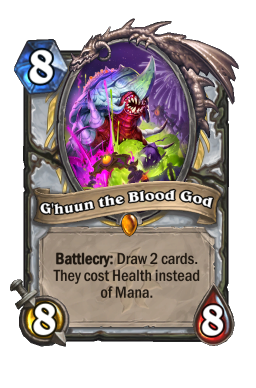 8
G'huun the Blood God
Battlecry: Draw 2 cards.
They cost Health instead
of Mana.
8
8